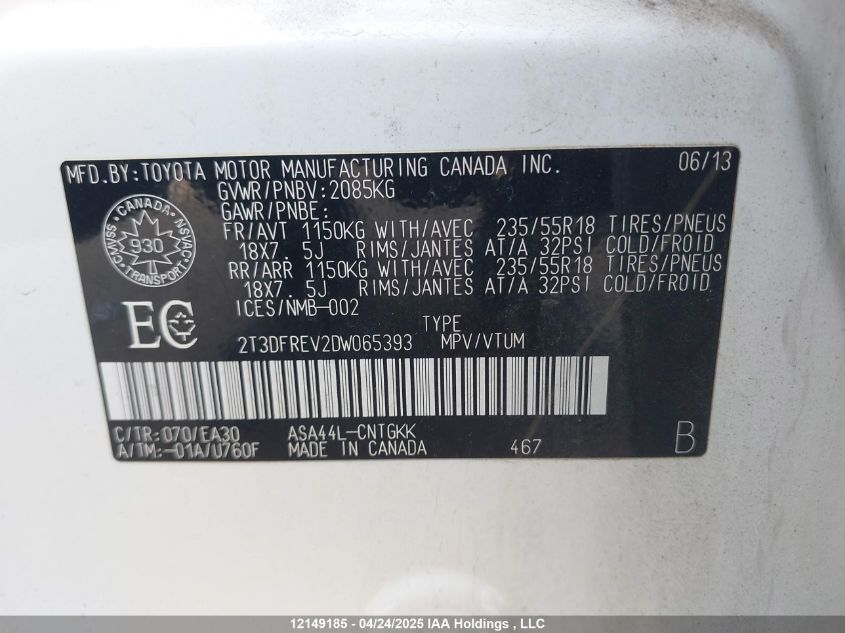 MFD.BY:TOYOTA MOTOR MANUFACTURING CANADA INC. 06/13
GVWR/PNBV:2085KG
GAWR/PNBE:
FR/AVT 1150KG WITH/AVEC 235/55R18 TIRES/PNEUS
18X7.5J RIMS/JANTES AT/A 32PSI COLD/FROID
RR/ARR 1150KG WITH/AVEC 235/55R18 TIRES/PNEUS
18X7.5J RIMS/JANTES AT/A 32PSI COLD/FROID
CANADA
CMVSS 930 NSVAC
TRANSPORT
ICES/NMB-002
EC
TYPE
2T3DFREV2DW065393 MPV/VTUM
C/TR:070/EA30 ASA44L-CNTGKK
A/TM:-01A/U760F MADE IN CANADA 467 B
12149185 - 04/24/2025 IAA Holdings , LLC